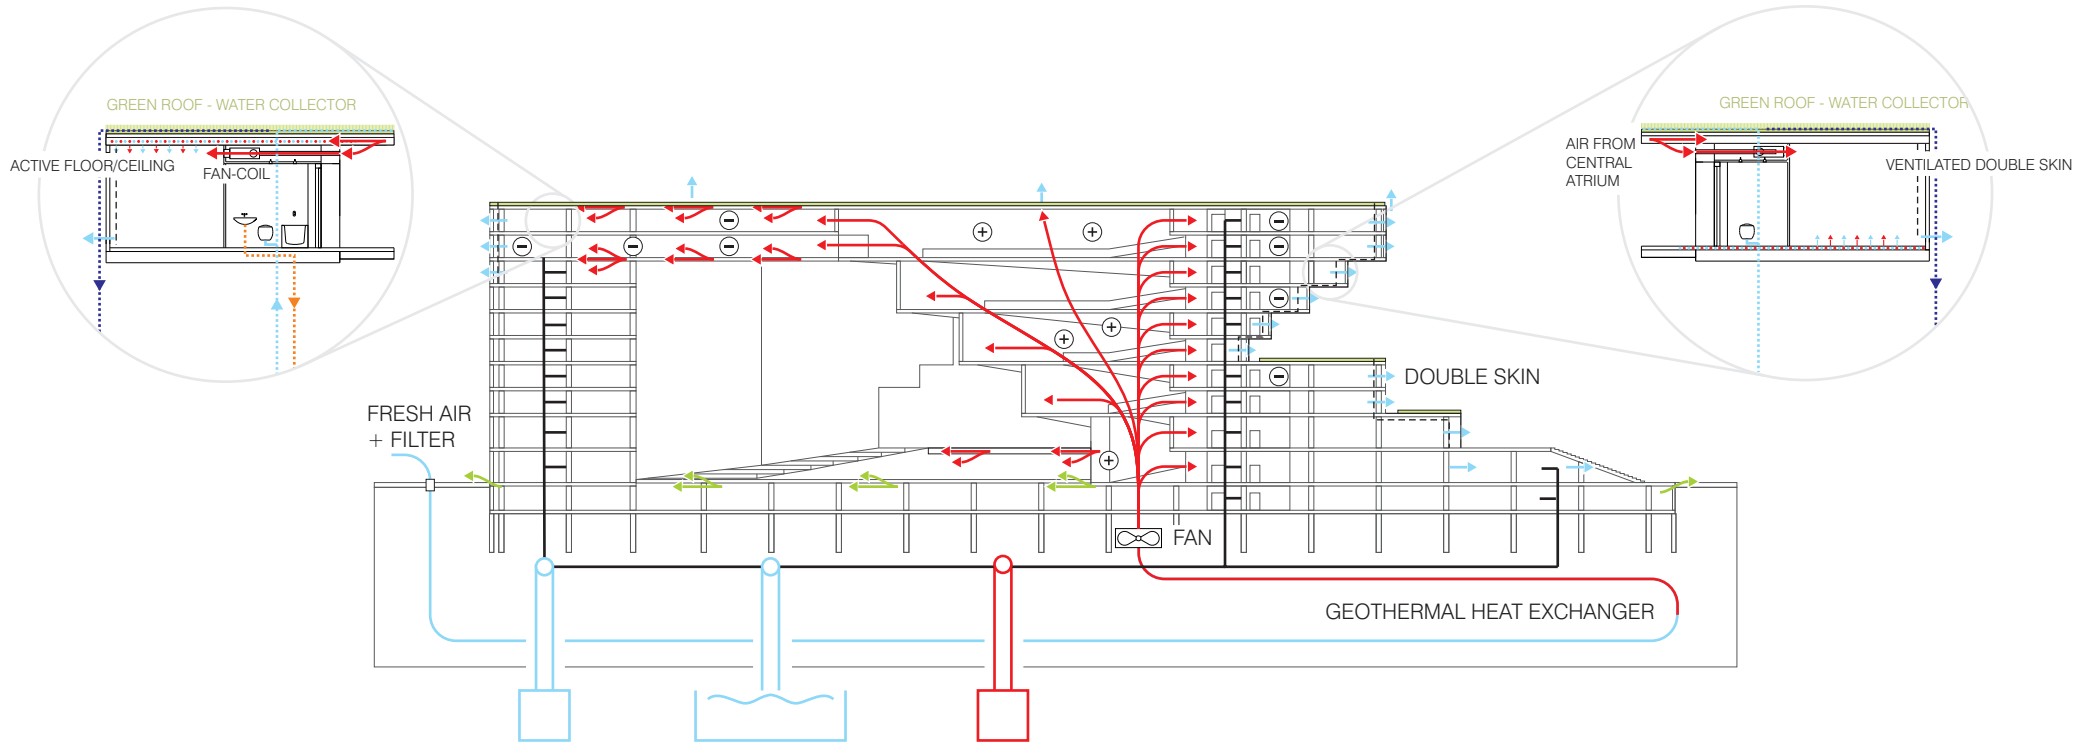 GREEN ROOF - WATER COLLECTOR
ACTIVE FLOOR/CEILING
FAN-COIL
GREEN ROOF - WATER COLLECTOR
AIR FROM
CENTRAL
ATRIUM
VENTILATED DOUBLE SKIN
DOUBLE SKIN
FRESH AIR
+ FILTER
FAN
GEOTHERMAL HEAT EXCHANGER